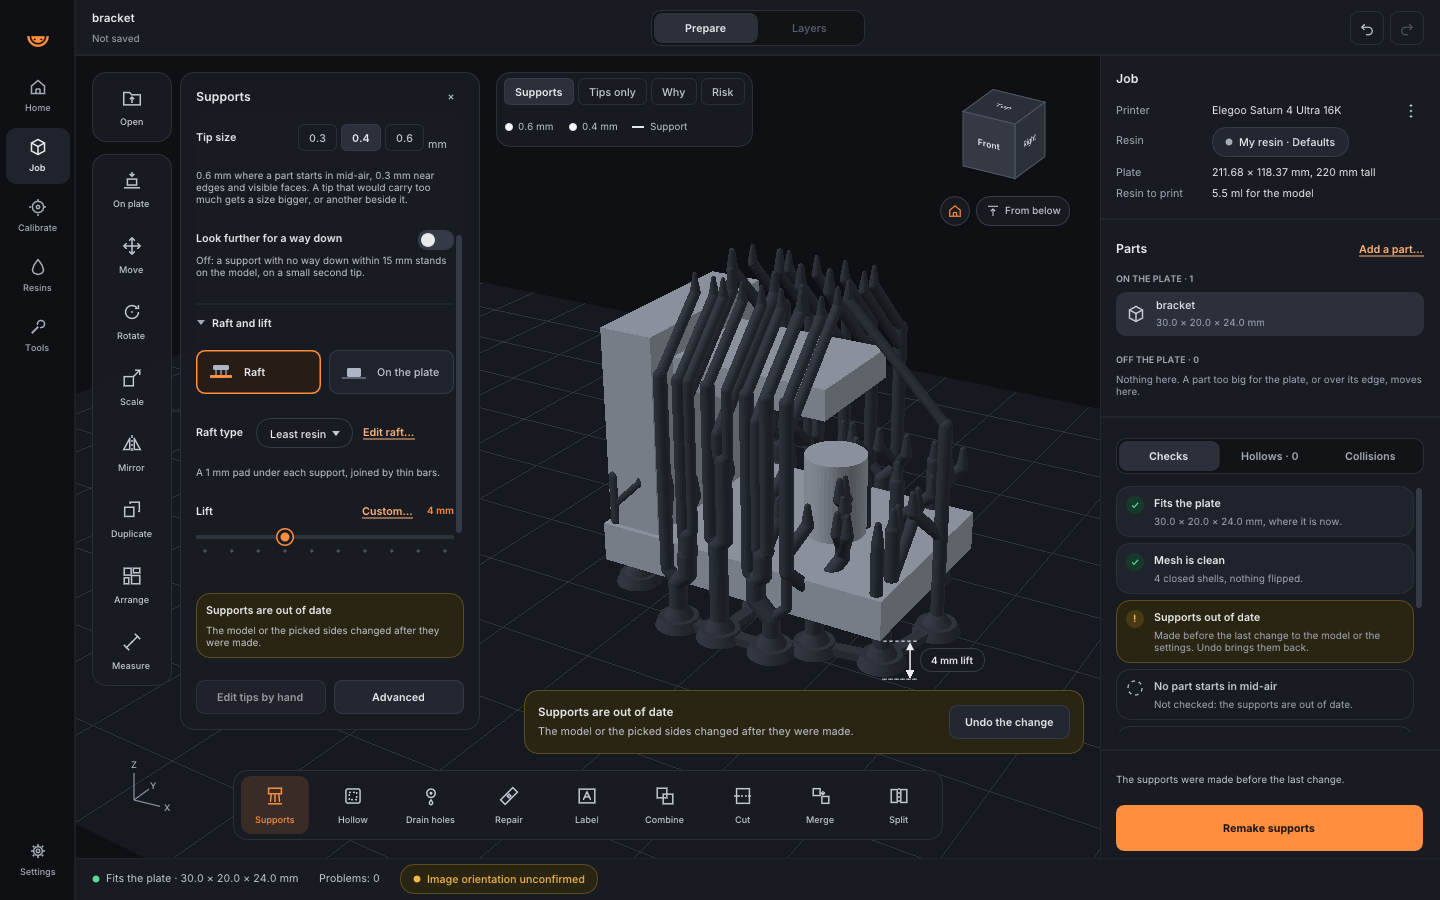 bracket
Not saved
Prepare
Layers
Home
Job
Calibrate
Resins
Tools
Settings
Open
On plate
Move
Rotate
Scale
Mirror
Duplicate
Arrange
Measure
Supports
×
Tip size
0.3
0.4
0.6
mm
0.6 mm where a part starts in mid-air, 0.3 mm near
edges and visible faces. A tip that would carry too
much gets a size bigger, or another beside it.
Look further for a way down
Off: a support with no way down within 15 mm stands
on the model, on a small second tip.
Raft and lift
Raft
On the plate
Raft type
Least resin
Edit raft...
A 1 mm pad under each support, joined by thin bars.
Lift
Custom...
4 mm
Supports are out of date
The model or the picked sides changed after they
were made.
Edit tips by hand
Advanced
Supports
Tips only
Why
Risk
0.6 mm
0.4 mm
Support
Top
Front
Right
From below
4 mm lift
Supports are out of date
The model or the picked sides changed after they were made.
Undo the change
Z
Y
X
Supports
Hollow
Drain holes
Repair
Label
Combine
Cut
Merge
Split
Fits the plate · 30.0 × 20.0 × 24.0 mm
Problems: 0
Image orientation unconfirmed
Job
Printer
Elegoo Saturn 4 Ultra 16K
Resin
My resin · Defaults
Plate
211.68 × 118.37 mm, 220 mm tall
Resin to print
5.5 ml for the model
Parts
Add a part...
ON THE PLATE · 1
bracket
30.0 × 20.0 × 24.0 mm
OFF THE PLATE · 0
Nothing here. A part too big for the plate, or over its edge, moves
here.
Checks
Hollows · 0
Collisions
Fits the plate
30.0 × 20.0 × 24.0 mm, where it is now.
Mesh is clean
4 closed shells, nothing flipped.
Supports out of date
Made before the last change to the model or the
settings. Undo brings them back.
No part starts in mid-air
Not checked: the supports are out of date.
The supports were made before the last change.
Remake supports